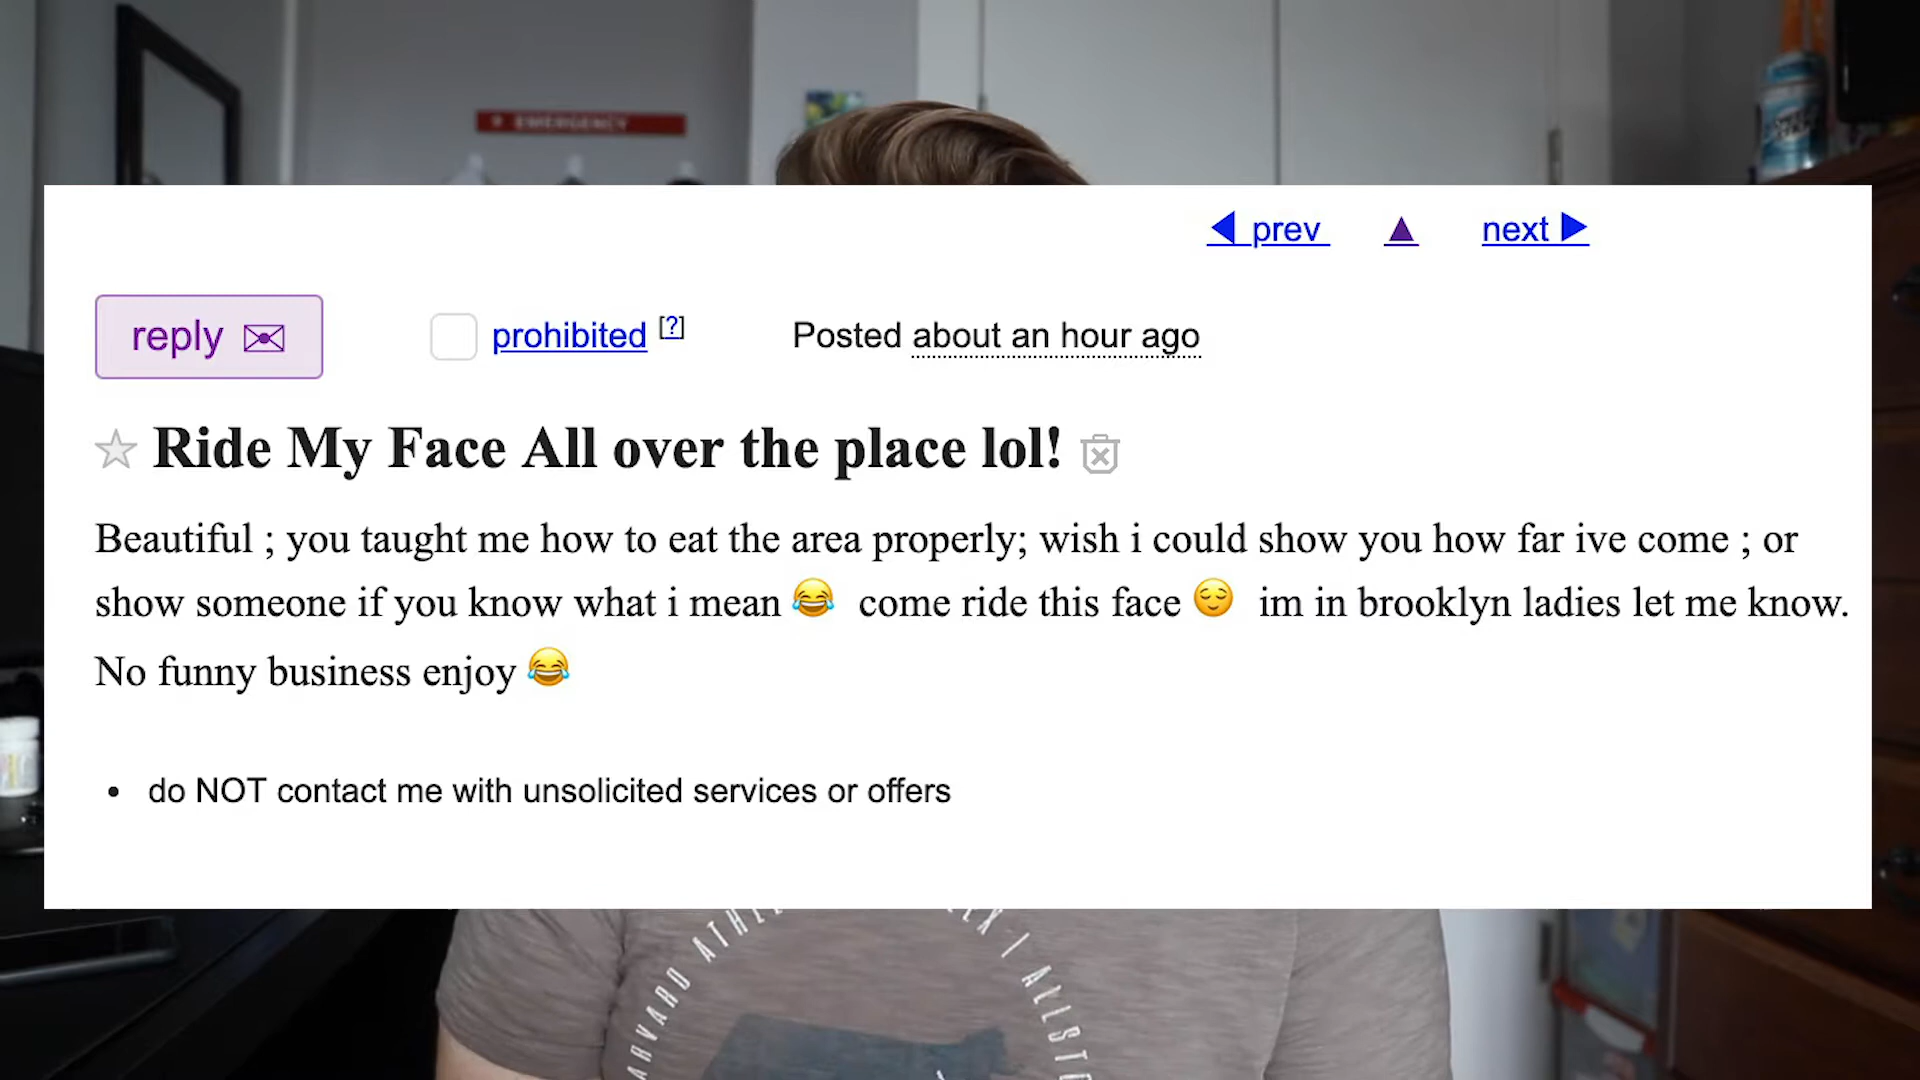 EMERGENCY
◀ prev ▲ next ▶
reply ✉ prohibited [?] Posted about an hour ago
☆ Ride My Face All over the place lol!
Beautiful ; you taught me how to eat the area properly; wish i could show you how far ive come ; or
show someone if you know what i mean 😂 come ride this face 😌 im in brooklyn ladies let me know.
No funny business enjoy 😂
• do NOT contact me with unsolicited services or offers